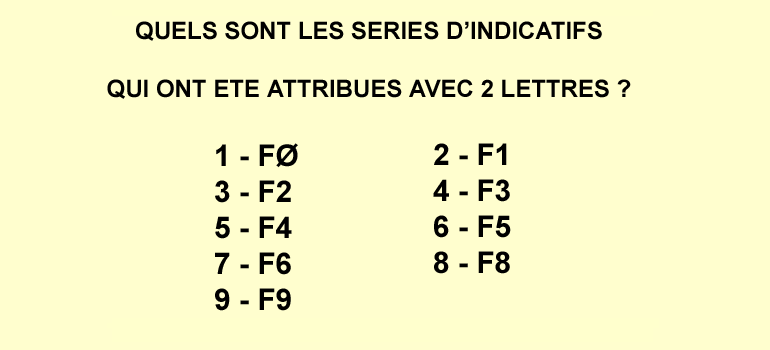 QUELS SONT LES SERIES D’INDICATIFS
QUI ONT ETE ATTRIBUES AVEC 2 LETTRES ?
1 - FØ 2 - F1
3 - F2 4 - F3
5 - F4 6 - F5
7 - F6 8 - F8
9 - F9